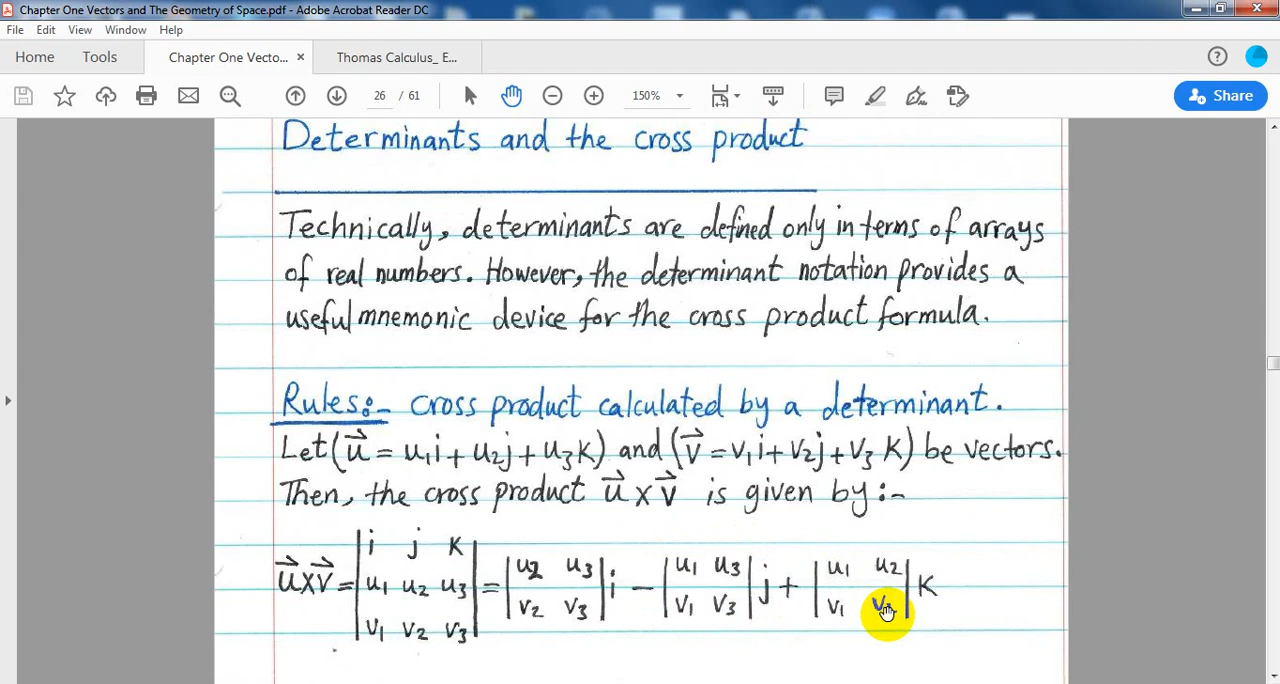 Chapter One Vectors and The Geometry of Space.pdf - Adobe Acrobat Reader DC
File Edit View Window Help
Home Tools Chapter One Vecto... × Thomas Calculus_ E...
26 / 61 150% Share
Determinants and the cross product
Technically, determinants are defined only in terms of arrays
of real numbers. However, the determinant notation provides a
useful mnemonic device for the cross product formula.
Rules:- cross product calculated by a determinant.
Let (u⃗ = u₁i + u₂j + u₃k) and (v⃗ = v₁i + v₂j + v₃k) be vectors.
Then, the cross product u⃗ x v⃗ is given by:-
u⃗xv⃗ = |i j k; u₁ u₂ u₃; v₁ v₂ v₃| = |u₂ u₃; v₂ v₃| i - |u₁ u₃; v₁ v₃| j + |u₁ u₂; v₁ v| k